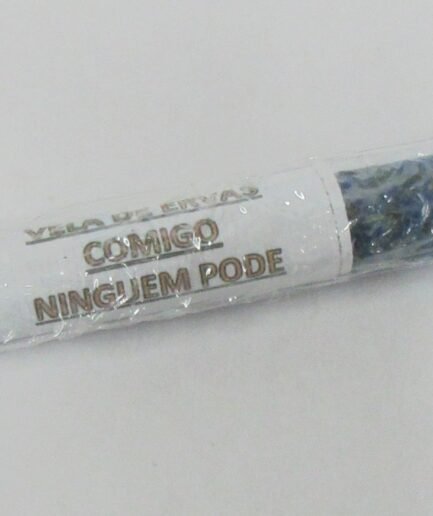 VELA DE ERVAS
COMIGO
NINGUEM PODE